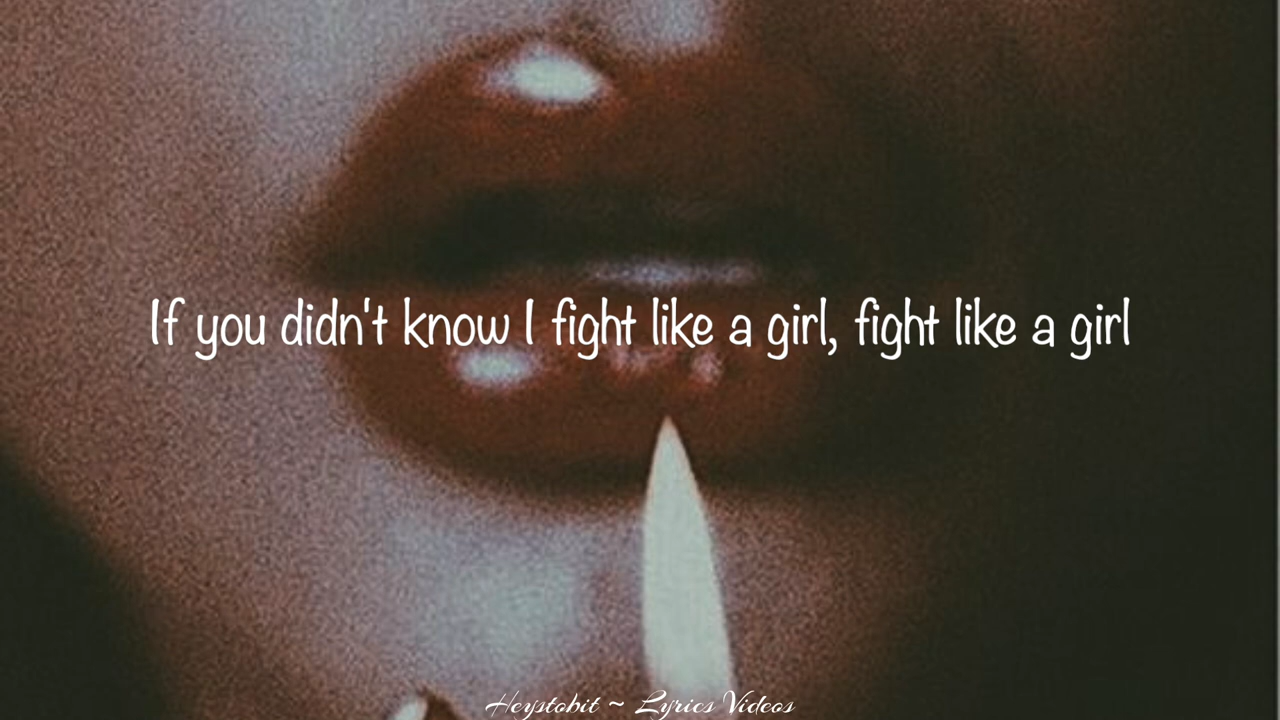 If you didn't know I fight like a girl, fight like a girl
Heystobit ~ Lyrics Videos